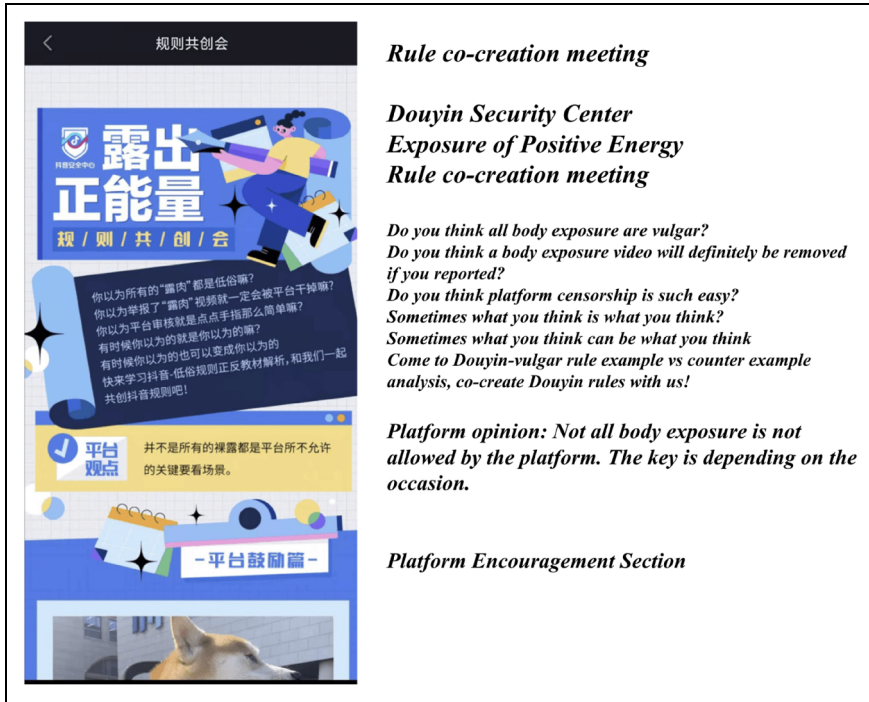 规则共创会
抖音安全中心
露出
正能量
规/则/共/创/会
你以为所有的“露肉”都是低俗嘛?
你以为举报了“露肉”视频就一定会被平台干掉嘛?
你以为平台审核就是点点手指那么简单嘛?
有时候你以为的就是你以为的嘛?
有时候你以为的也可以变成你以为的
快来学习抖音-低俗规则正反教材解析,和我们一起
共创抖音规则吧!
平台
观点
并不是所有的裸露都是平台所不允许
的关键要看场景。
-平台鼓励篇-
Rule co-creation meeting
Douyin Security Center
Exposure of Positive Energy
Rule co-creation meeting
Do you think all body exposure are vulgar?
Do you think a body exposure video will definitely be removed
if you reported?
Do you think platform censorship is such easy?
Sometimes what you think is what you think?
Sometimes what you think can be what you think
Come to Douyin-vulgar rule example vs counter example
analysis, co-create Douyin rules with us!
Platform opinion: Not all body exposure is not
allowed by the platform. The key is depending on the
occasion.
Platform Encouragement Section